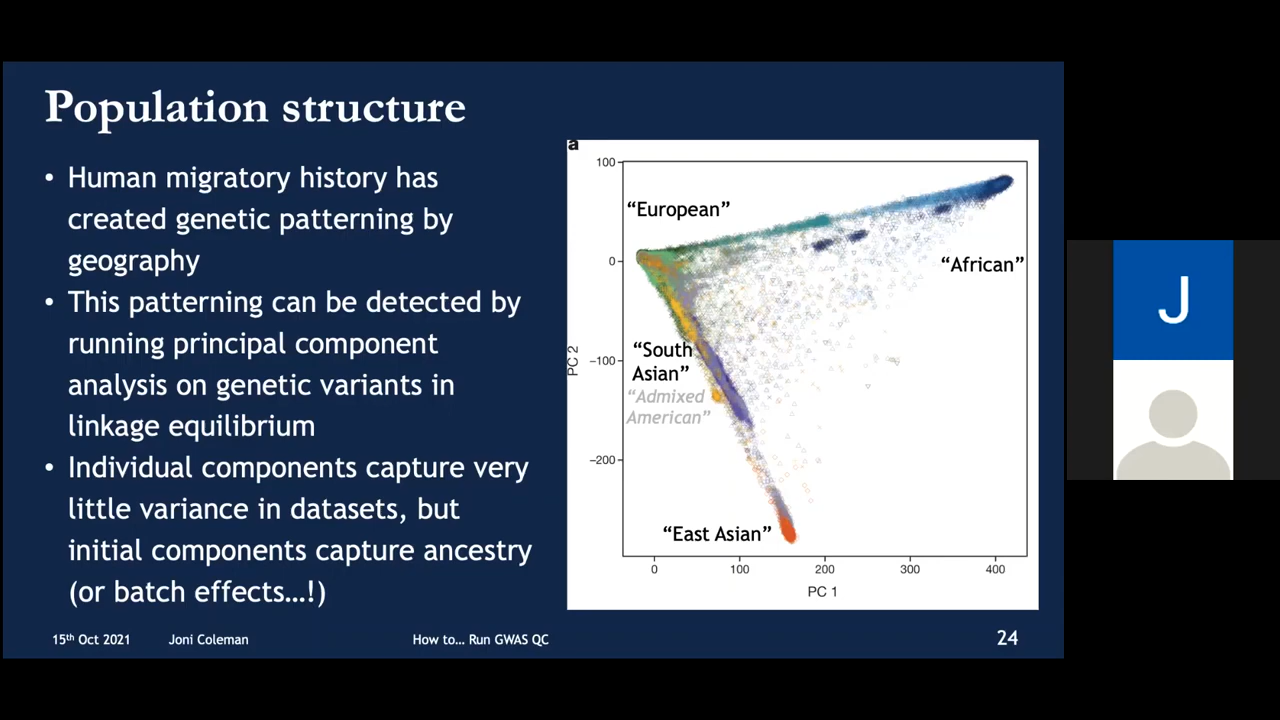 Population structure
• Human migratory history has
created genetic patterning by
geography
• This patterning can be detected by
running principal component
analysis on genetic variants in
linkage equilibrium
• Individual components capture very
little variance in datasets, but
initial components capture ancestry
(or batch effects…!)
a
100
0
−100
−200
PC 2
“European”
“African”
“South
Asian”
“Admixed
American”
“East Asian”
0 100 200 300 400
PC 1
15th Oct 2021 Joni Coleman How to… Run GWAS QC 24
J